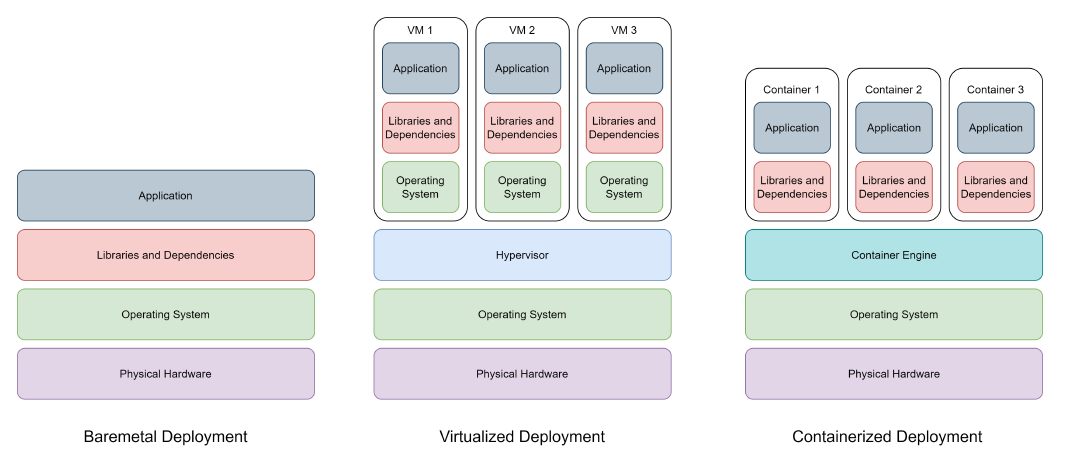 VM 1
Application
Libraries and
Dependencies
Operating
System
VM 2
Application
Libraries and
Dependencies
Operating
System
VM 3
Application
Libraries and
Dependencies
Operating
System
Container 1
Application
Libraries and
Dependencies
Container 2
Application
Libraries and
Dependencies
Container 3
Application
Libraries and
Dependencies
Application
Libraries and Dependencies
Operating System
Physical Hardware
Baremetal Deployment
Hypervisor
Operating System
Physical Hardware
Virtualized Deployment
Container Engine
Operating System
Physical Hardware
Containerized Deployment